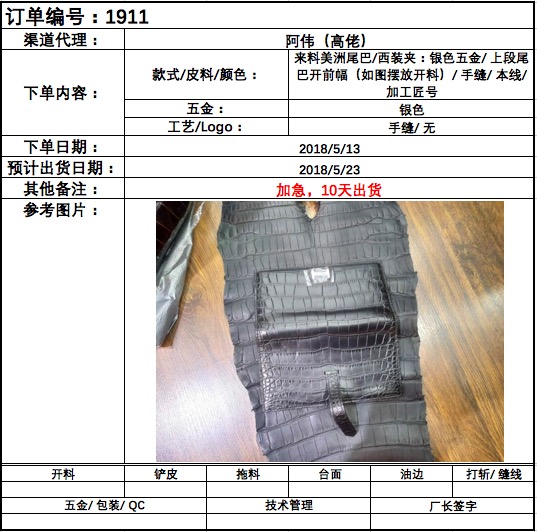 订单编号：1911
渠道代理： 阿伟（高佬）
下单内容： 款式/皮料/颜色： 来料美洲尾巴/西装夹：银色五金/ 上段尾
巴开前幅（如图摆放开料）/ 手缝/ 本线/
加工匠号
五金： 银色
工艺/Logo： 手缝/ 无
下单日期： 2018/5/13
预计出货日期： 2018/5/23
其他备注： 加急，10天出货
参考图片：
开料 铲皮 拖料 台面 油边 打斩/ 缝线
五金/ 包装/ QC 技术管理 厂长签字